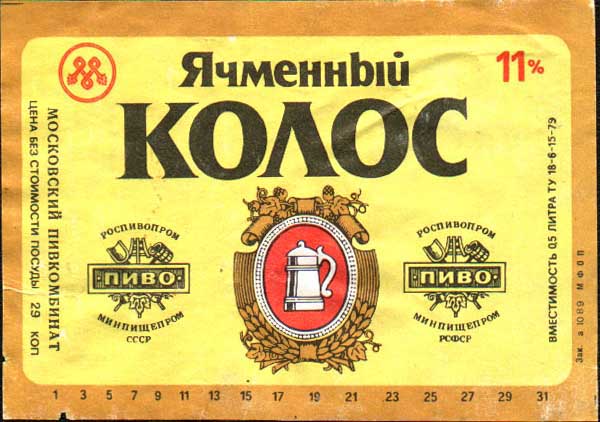 Ячменный
КОЛОС
11%
МОСКОВСКИЙ ПИВКОМБИНАТ
ЦЕНА БЕЗ СТОИМОСТИ ПОСУДЫ 29 КОП
РОСПИВОПРОМ
ПИВО
МИНПИЩЕПРОМ
СССР
РОСПИВОПРОМ
ПИВО
МИНПИЩЕПРОМ
РСФСР
ВМЕСТИМОСТЬ 0,5 ЛИТРА ТУ 18-6-15-79
Зак. а 1089 МФОП
1 3 5 7 9 11 13 15 17 19 21 23 25 27 29 31